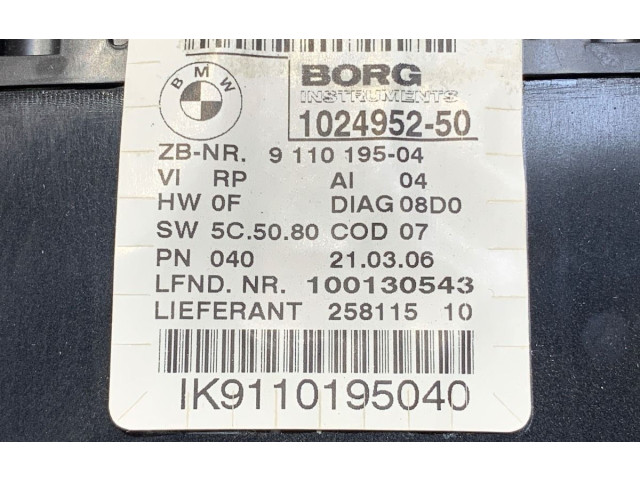 BMW
BORG
INSTRUMENTS
1024952-50
ZB-NR. 9 110 195-04
VI RP AI 04
HW 0F DIAG 08D0
SW 5C.50.80 COD 07
PN 040 21.03.06
LFND. NR. 100130543
LIEFERANT 258115 10
IK9110195040